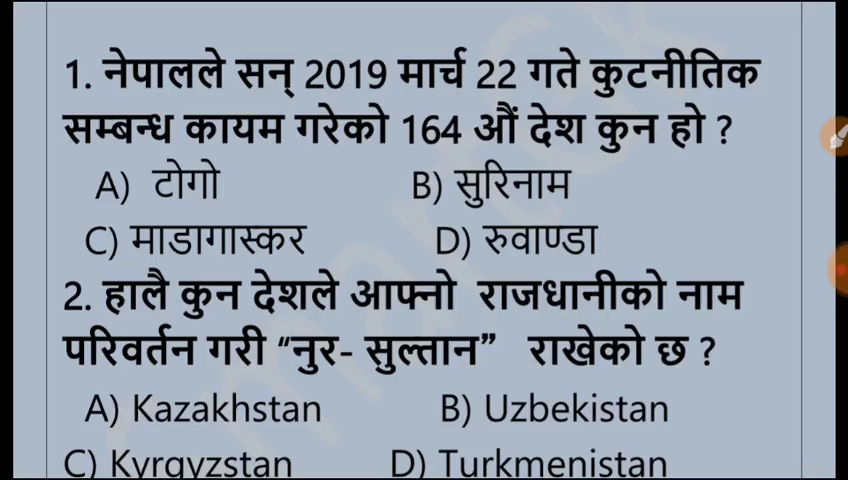 1. नेपालले सन् 2019 मार्च 22 गते कुटनीतिक
सम्बन्ध कायम गरेको 164 औं देश कुन हो ?
A) टोगो B) सुरिनाम
C) माडागास्कर D) रुवाण्डा
2. हालै कुन देशले आफ्नो राजधानीको नाम
परिवर्तन गरी “नुर- सुल्तान” राखेको छ ?
A) Kazakhstan B) Uzbekistan
C) Kyrgyzstan D) Turkmenistan